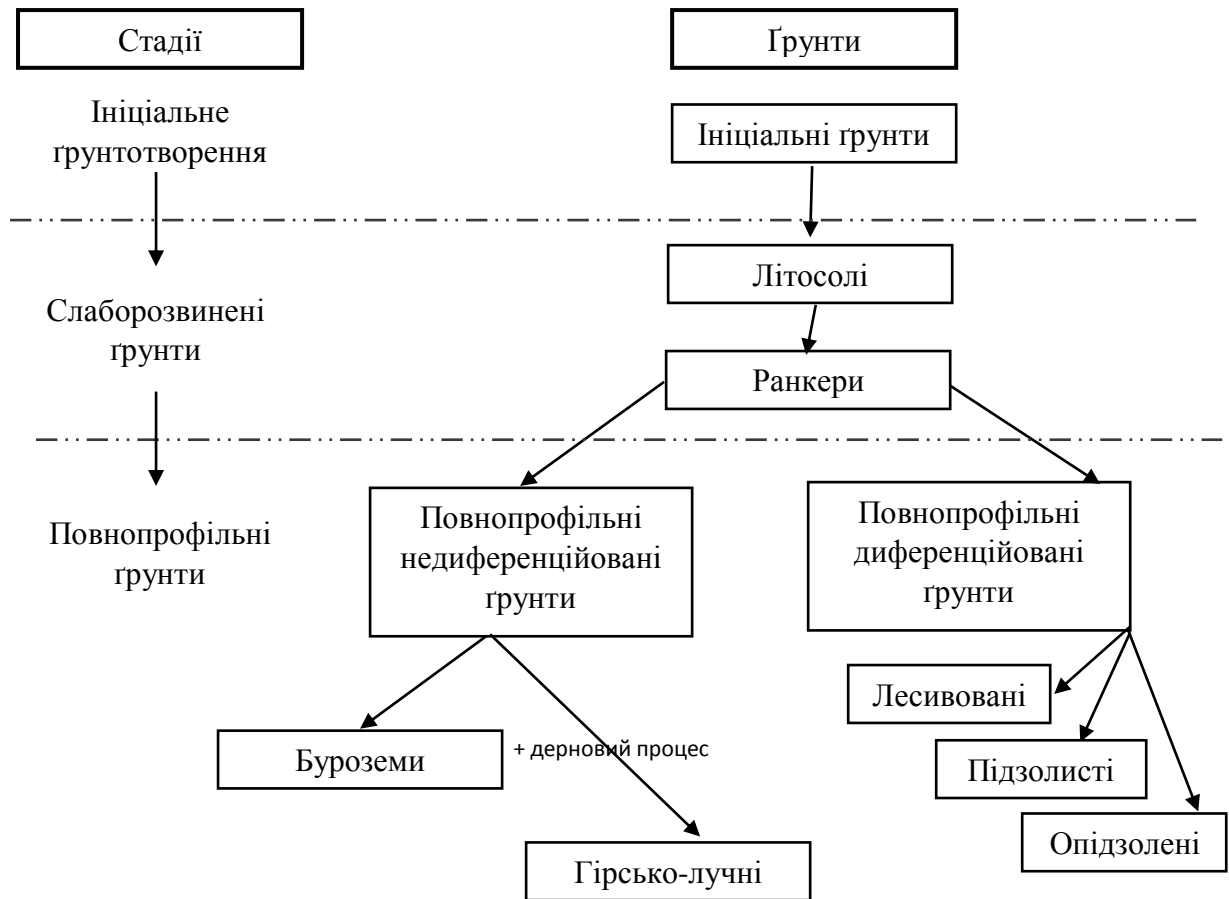 Стадії
Ґрунти
Ініціальне
ґрунтотворення
Ініціальні ґрунти
Літосолі
Слаборозвинені
ґрунти
Ранкери
Повнопрофільні
ґрунти
Повнопрофільні
недиференційовані
ґрунти
Повнопрофільні
диференційовані
ґрунти
Лесивовані
Буроземи
+ дерновий процес
Підзолисті
Опідзолені
Гірсько-лучні